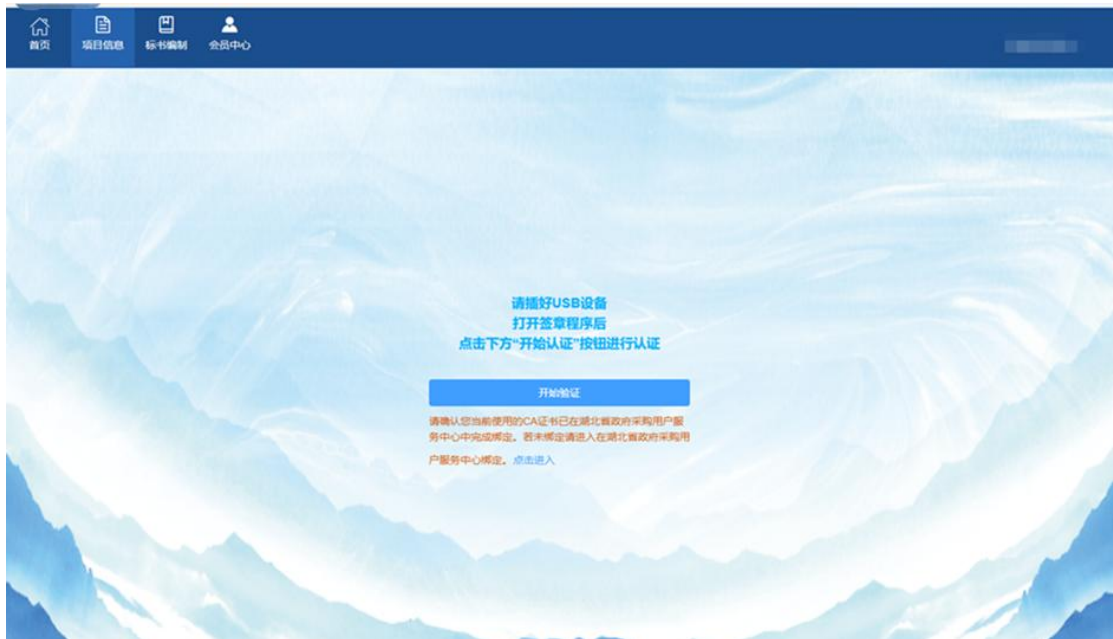 首页
项目信息
标书编制
会员中心
请插好USB设备
打开签章程序后
点击下方“开始认证”按钮进行认证
开始验证
请确认您当前使用的CA证书已在湖北省政府采购用户服
务中心中完成绑定。若未绑定请进入在湖北省政府采购用
户服务中心绑定。点击进入